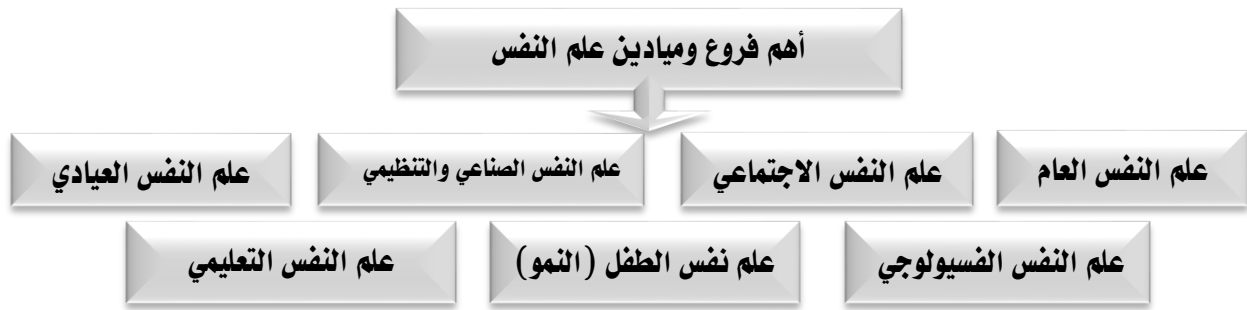 أهم فروع وميادين علم النفس
علم النفس العام
علم النفس الاجتماعي
علم النفس الصناعي والتنظيمي
علم النفس العيادي
علم النفس الفسيولوجي
علم نفس الطفل (النمو)
علم النفس التعليمي